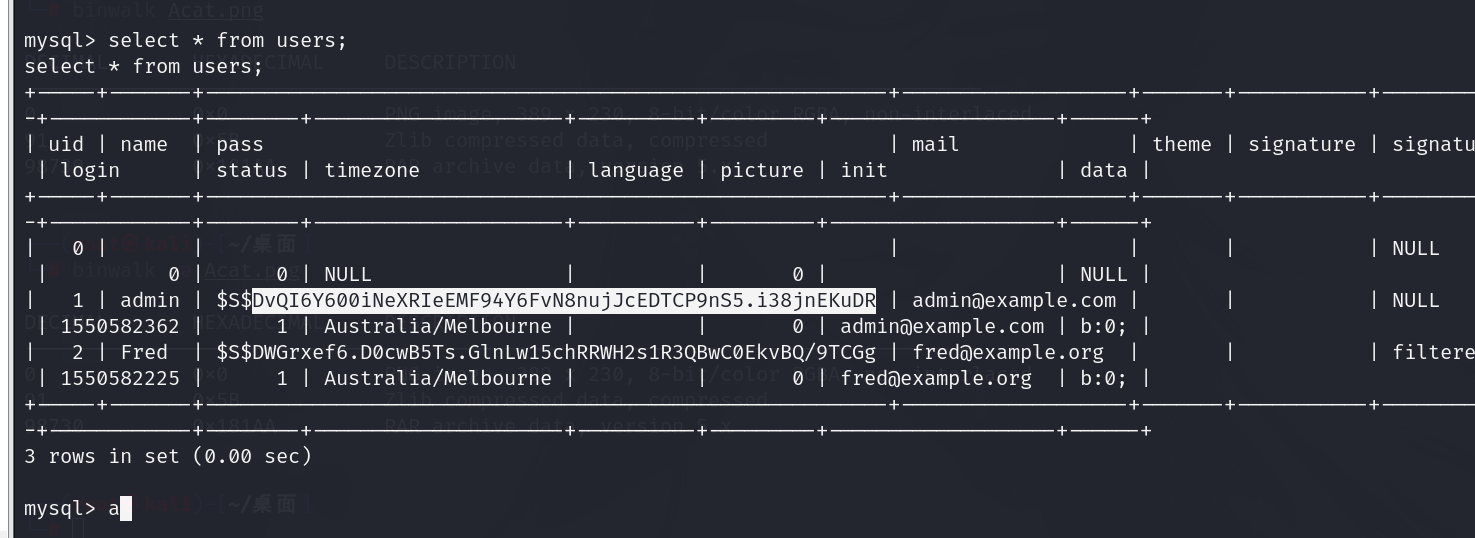 binwalk Acat.png
mysql> select * from users;
select * from users;
+-----+-------+---------------------------------------------------------+-------------------+-------+-----------+--------
-+------------+--------+---------------------+----------+---------+-------------------+------+
| uid | name  | pass                                                    | mail              | theme | signature | signatu
 | login      | status | timezone            | language | picture | init              | data |
+-----+-------+---------------------------------------------------------+-------------------+-------+-----------+--------
-+------------+--------+---------------------+----------+---------+-------------------+------+
|   0 |       |                                                         |                   |       |           | NULL
 |          0 |      0 | NULL                |          |       0 |                   | NULL |
|   1 | admin | $S$DvQI6Y600iNeXRIeEMF94Y6FvN8nujJcEDTCP9nS5.i38jnEKuDR | admin@example.com |       |           | NULL
 | 1550582362 |      1 | Australia/Melbourne |          |       0 | admin@example.com | b:0; |
|   2 | Fred  | $S$DWGrxef6.D0cwB5Ts.GlnLw15chRRWH2s1R3QBwC0EkvBQ/9TCGg | fred@example.org  |       |           | filtere
 | 1550582225 |      1 | Australia/Melbourne |          |       0 | fred@example.org  | b:0; |
+-----+-------+---------------------------------------------------------+-------------------+-------+-----------+--------
-+------------+--------+---------------------+----------+---------+-------------------+------+
3 rows in set (0.00 sec)
mysql> a